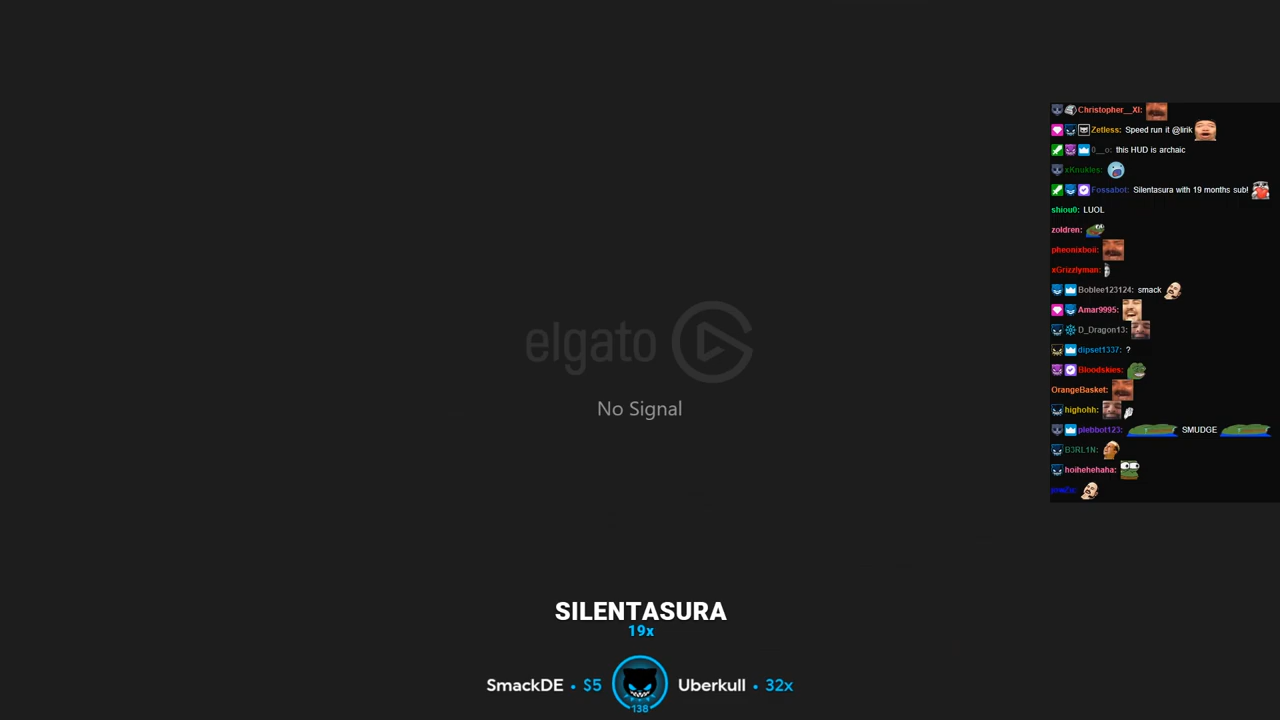 elgato
No Signal
Christopher__XI:
Zetless: Speed run it @lirik
0__o: this HUD is archaic
xKnukles:
Fossabot: Silentasura with 19 months sub!
shiou0: LUOL
zoldren:
pheonixboii:
xGrizzlyman:
Boblee123124: smack
Amar9995:
D_Dragon13:
dipset1337: ?
Bloodskies:
OrangeBasket:
highohh:
plebbot123: SMUDGE
B3RL1N:
hoihehehaha:
SILENTASURA
19x
SmackDE • $5
138
Uberkull • 32x